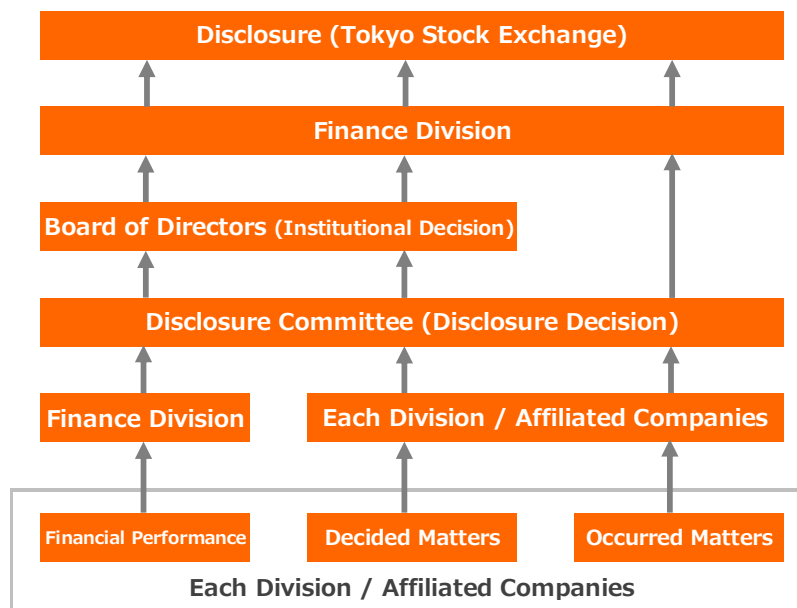 Disclosure (Tokyo Stock Exchange)
Finance Division
Board of Directors (Institutional Decision)
Disclosure Committee (Disclosure Decision)
Finance Division
Each Division / Affiliated Companies
Financial Performance
Decided Matters
Occurred Matters
Each Division / Affiliated Companies